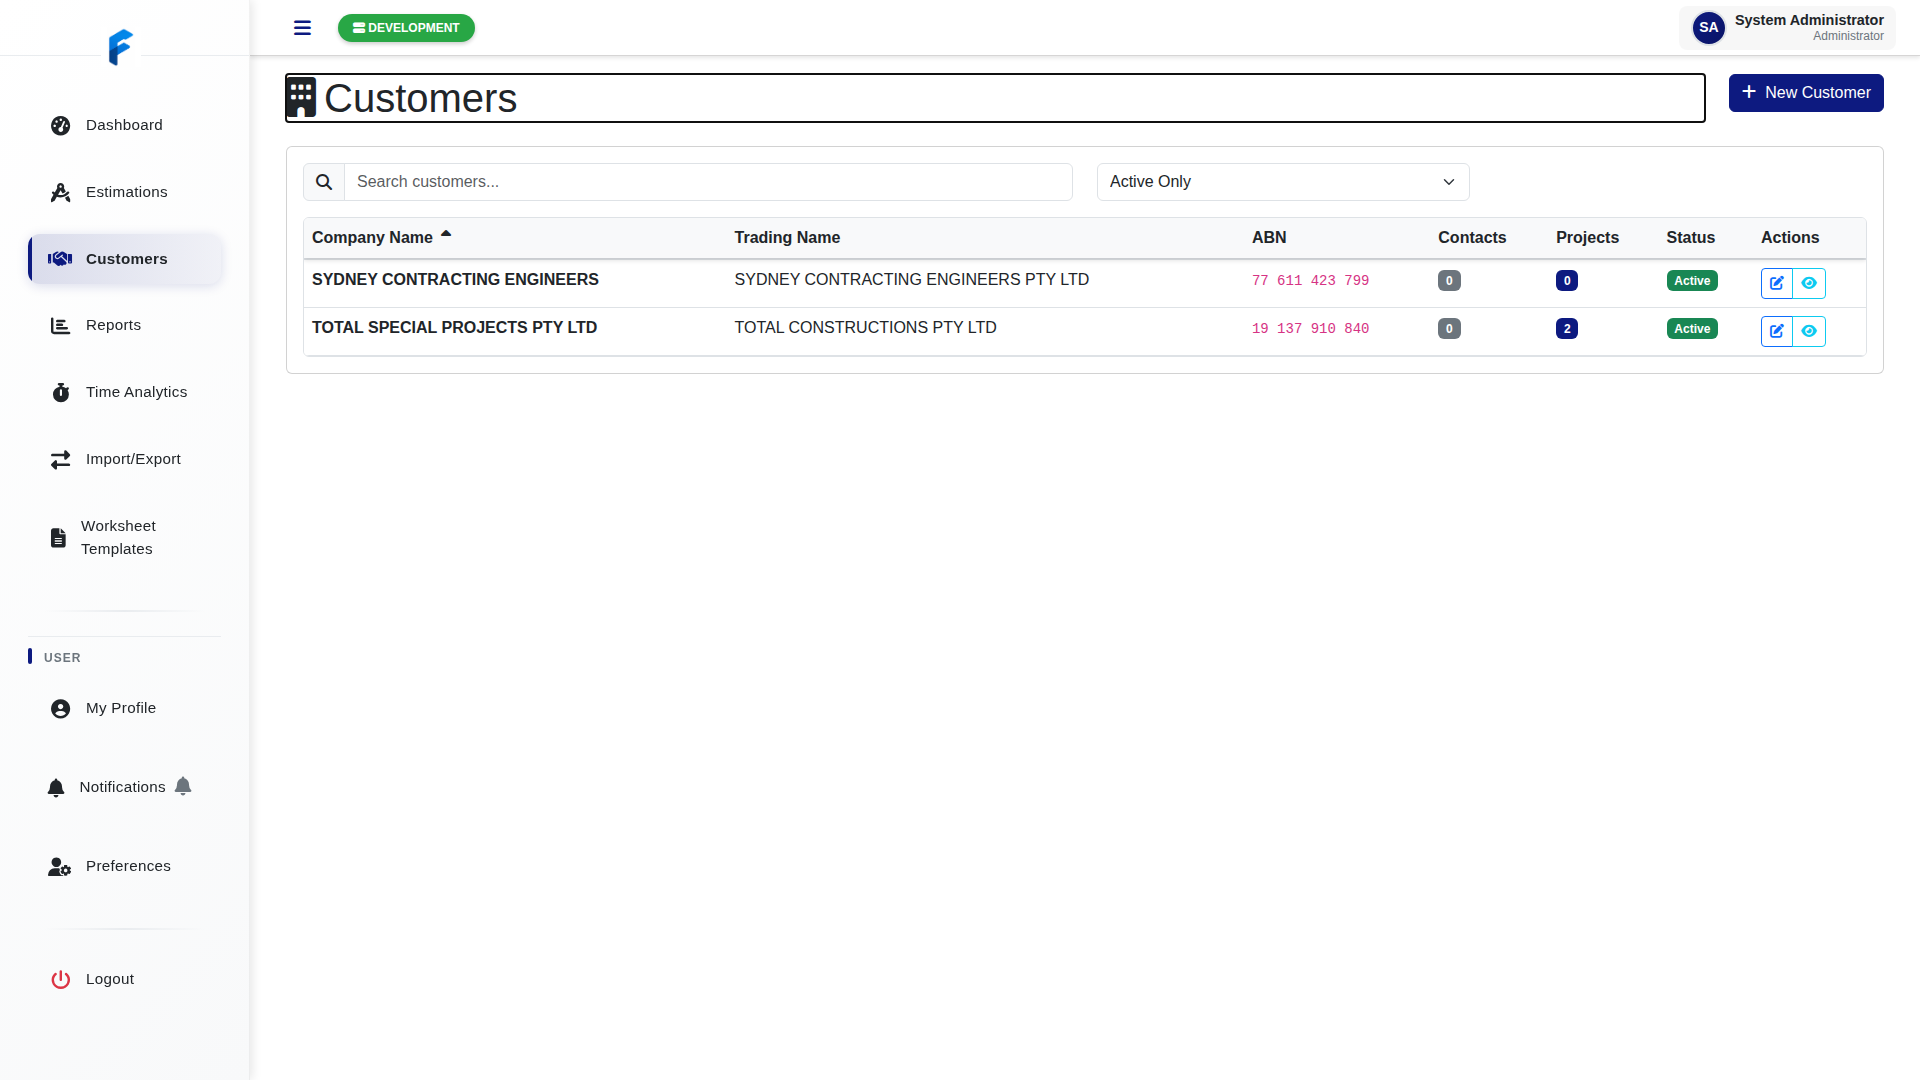 DEVELOPMENT
SA
System Administrator
Administrator
Dashboard
Estimations
Customers
Reports
Time Analytics
Import/Export
Worksheet
Templates
USER
My Profile
Notifications
Preferences
Logout
Customers
New Customer
Search customers...
Active Only
Company Name Trading Name ABN Contacts Projects Status Actions
SYDNEY CONTRACTING ENGINEERS SYDNEY CONTRACTING ENGINEERS PTY LTD 77 611 423 799 0 0 Active
TOTAL SPECIAL PROJECTS PTY LTD TOTAL CONSTRUCTIONS PTY LTD 19 137 910 840 0 2 Active